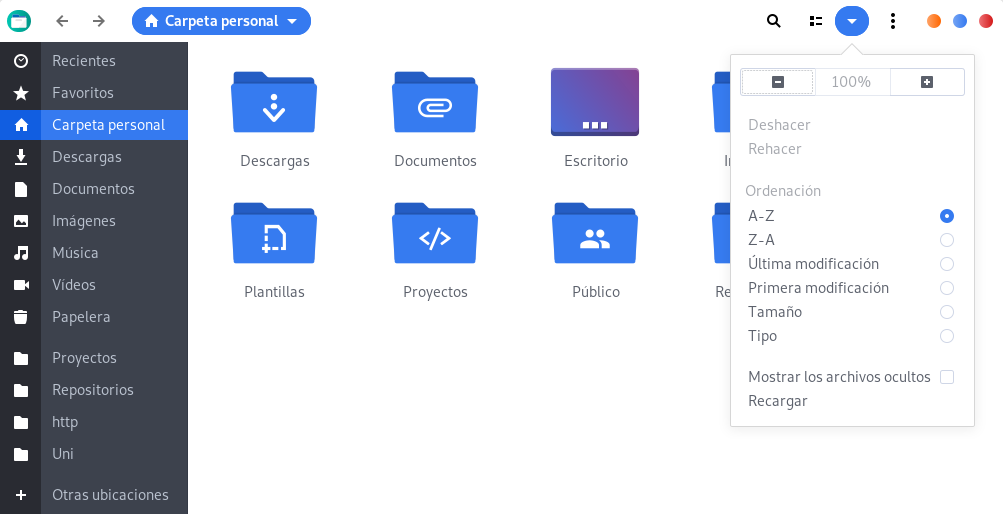 Carpeta personal
Recientes
Favoritos
Carpeta personal
Descargas
Documentos
Imágenes
Música
Vídeos
Papelera
Proyectos
Repositorios
http
Uni
Otras ubicaciones
Descargas
Documentos
Escritorio
Plantillas
Proyectos
Público
Re
100%
Deshacer
Rehacer
Ordenación
A-Z
Z-A
Última modificación
Primera modificación
Tamaño
Tipo
Mostrar los archivos ocultos
Recargar